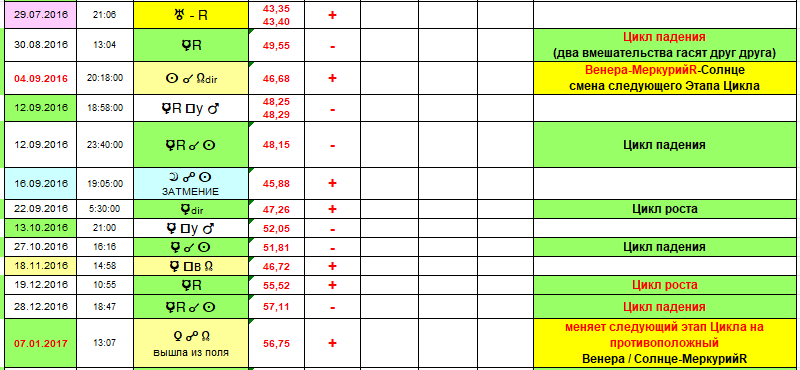 29.07.2016 21:06 ♅ - R 43,35 +
43,40
30.08.2016 13:04 ☿R 49,55 - Цикл падения
(два вмешательства гасят друг друга)
04.09.2016 20:18:00 ☉ ☌ ☊dir 46,68 + Венера-МеркурийR-Солнце
смена следующего Этапа Цикла
12.09.2016 18:58:00 ☿R □у ♂ 48,25 -
48,29
12.09.2016 23:40:00 ☿R ☌ ☉ 48,15 - Цикл падения
16.09.2016 19:05:00 ☽ ☍ ☉ 45,88 +
ЗАТМЕНИЕ
22.09.2016 5:30:00 ☿dir 47,26 + Цикл роста
13.10.2016 21:00 ☿ □у ♂ 52,05 -
27.10.2016 16:16 ☿ ☌ ☉ 51,81 - Цикл падения
18.11.2016 14:58 ☿ □в ☊ 46,72 +
19.12.2016 10:55 ☿R 55,52 + Цикл роста
28.12.2016 18:47 ☿R ☌ ☉ 57,11 - Цикл падения
07.01.2017 13:07 ♀ ☍ ☊ 56,75 + меняет следующий этап Цикла на
вышла из поля противоположный
Венера / Солнце-МеркурийR